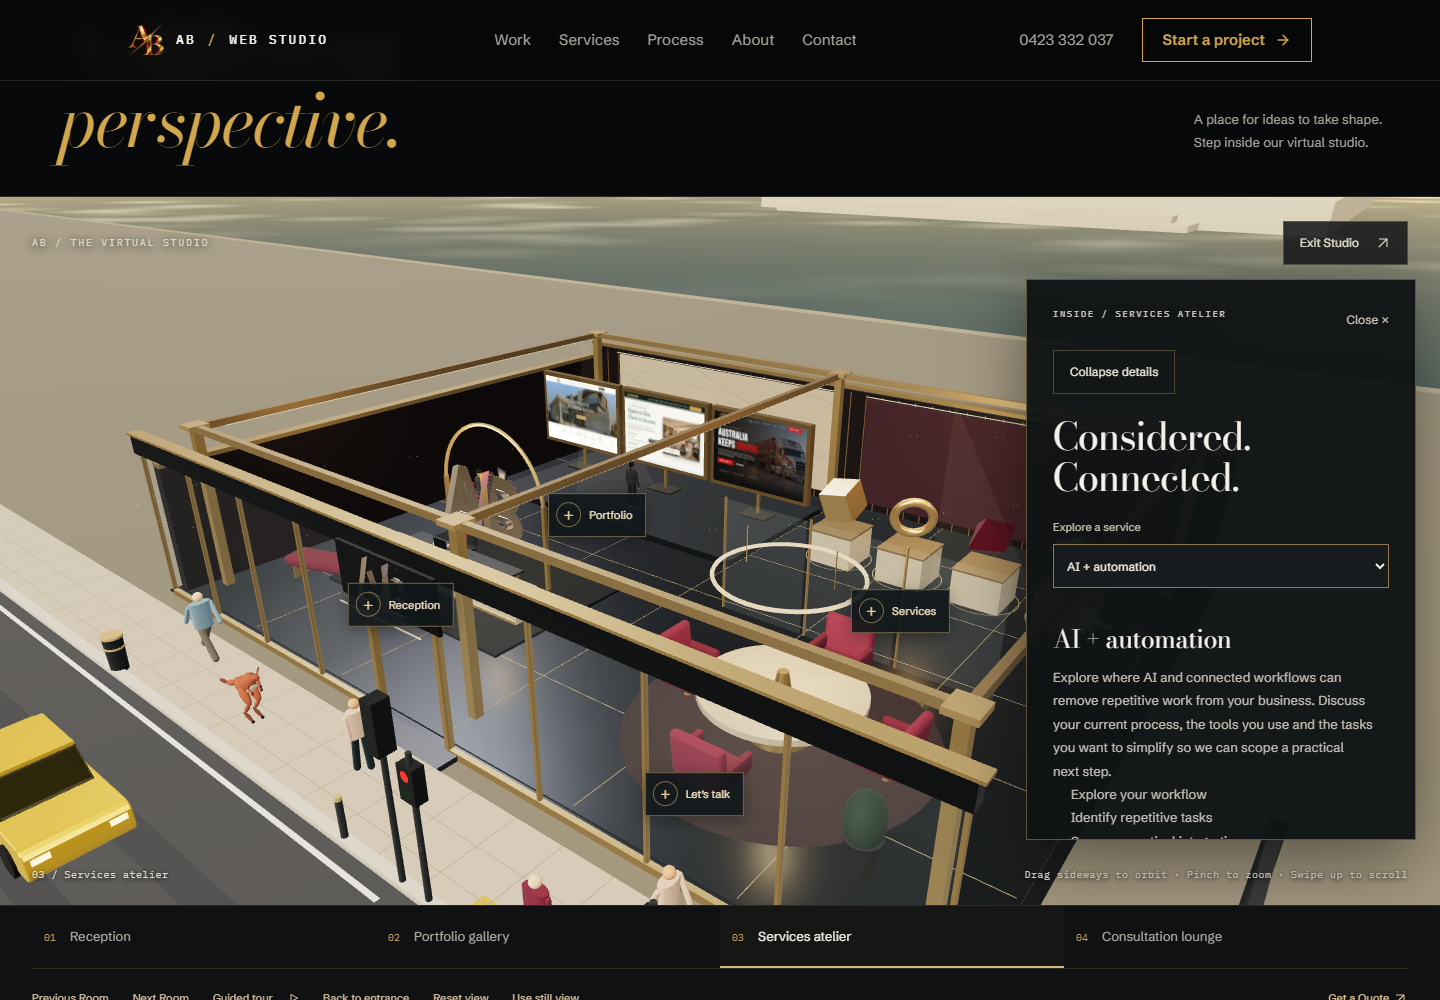 AB / WEB STUDIO
Work
Services
Process
About
Contact
0423 332 037
Start a project
perspective.
A place for ideas to take shape.
Step inside our virtual studio.
AB / THE VIRTUAL STUDIO
Exit Studio
INSIDE / SERVICES ATELIER
Close ×
Collapse details
Considered.
Connected.
Explore a service
AI + automation
AI + automation
Explore where AI and connected workflows can
remove repetitive work from your business. Discuss
your current process, the tools you use and the tasks
you want to simplify so we can scope a practical
next step.
Explore your workflow
Identify repetitive tasks
AUSTRALIA
KEEPS
Portfolio
Reception
Services
Let's talk
03 / Services atelier
Drag sideways to orbit · Pinch to zoom · Swipe up to scroll
01 Reception
02 Portfolio gallery
03 Services atelier
04 Consultation lounge
Previous Room
Next Room
Guided tour
Back to entrance
Reset view
Use still view
Get a Quote